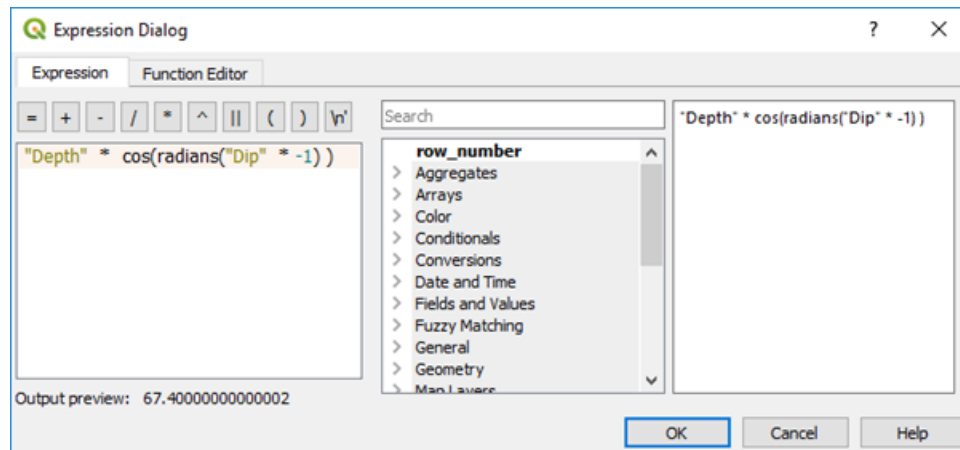 Expression Dialog ? ×
Expression Function Editor
= + - / * ^ || ( ) \n'
"Depth" * cos(radians("Dip" * -1) )
Output preview: 67.40000000000002
Search
row_number
Aggregates
Arrays
Color
Conditionals
Conversions
Date and Time
Fields and Values
Fuzzy Matching
General
Geometry
Map Layers
"Depth" * cos(radians("Dip" * -1) )
OK Cancel Help